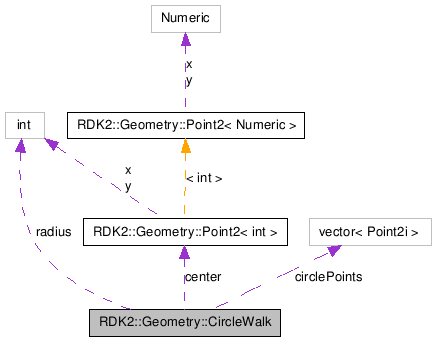 Numeric
x
y
int
RDK2::Geometry::Point2< Numeric >
x
y
< int >
radius
RDK2::Geometry::Point2< int >
vector< Point2i >
center
circlePoints
RDK2::Geometry::CircleWalk